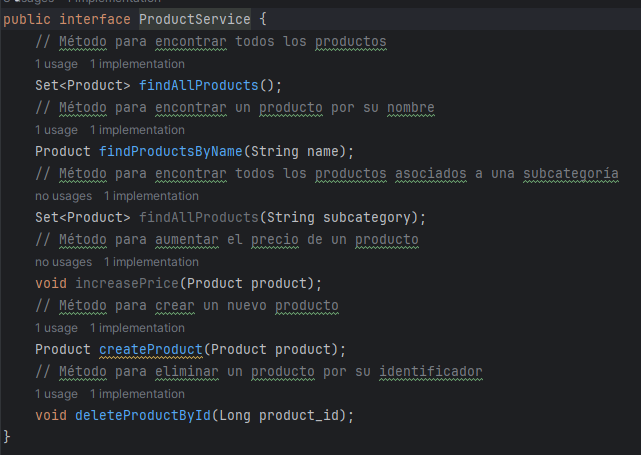 public interface ProductService {
// Método para encontrar todos los productos
1 usage 1 implementation
Set<Product> findAllProducts();
// Método para encontrar un producto por su nombre
1 usage 1 implementation
Product findProductsByName(String name);
// Método para encontrar todos los productos asociados a una subcategoría
no usages 1 implementation
Set<Product> findAllProducts(String subcategory);
// Método para aumentar el precio de un producto
no usages 1 implementation
void increasePrice(Product product);
// Método para crear un nuevo producto
1 usage 1 implementation
Product createProduct(Product product);
// Método para eliminar un producto por su identificador
1 usage 1 implementation
void deleteProductById(Long product_id);
}